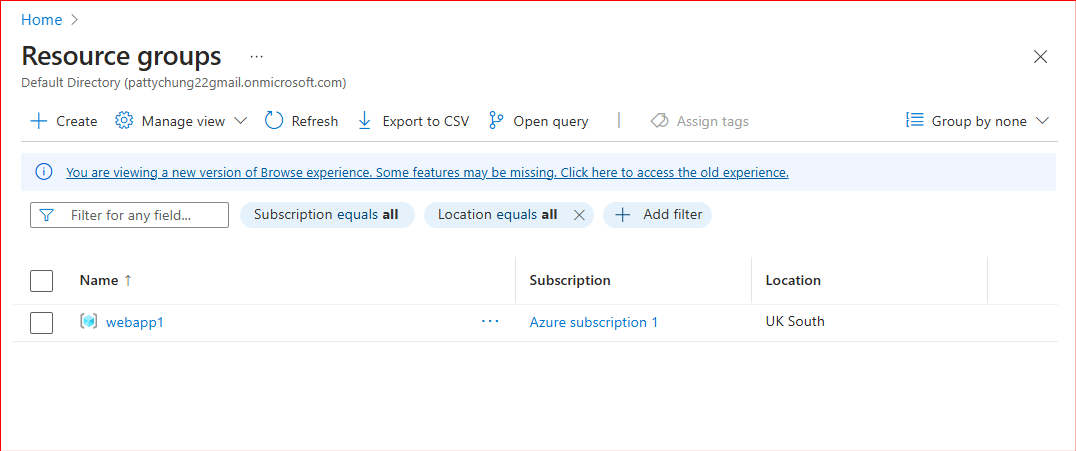 Home
Resource groups ...
Default Directory (pattychung22gmail.onmicrosoft.com)
Create Manage view Refresh Export to CSV Open query Assign tags Group by none
You are viewing a new version of Browse experience. Some features may be missing. Click here to access the old experience.
Filter for any field... Subscription equals all Location equals all Add filter
Name ↑ Subscription Location
webapp1 ... Azure subscription 1 UK South